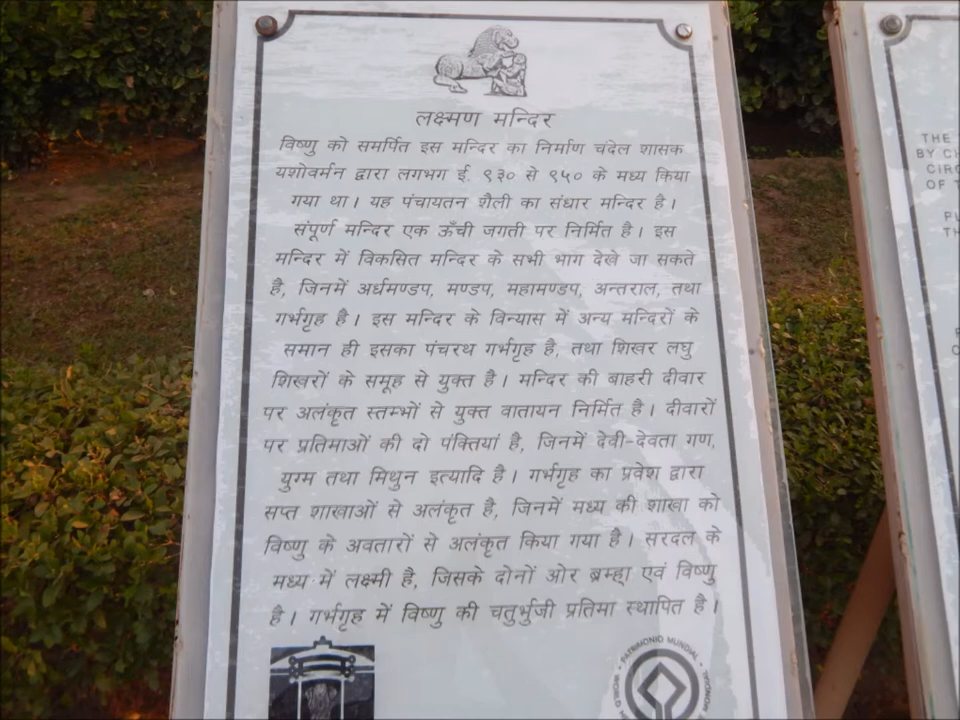 लक्ष्मण मन्दिर
विष्णु को समर्पित इस मन्दिर का निर्माण चंदेल शासक
यशोवर्मन द्वारा लगभग ई. ९३० से ९५० के मध्य किया
गया था। यह पंचायतन शैली का संधार मन्दिर है।
संपूर्ण मन्दिर एक ऊँची जगती पर निर्मित है। इस
मन्दिर में विकसित मन्दिर के सभी भाग देखे जा सकते
है, जिनमें अर्धमण्डप, मण्डप, महामण्डप, अन्तराल, तथा
गर्भगृह है। इस मन्दिर के विन्यास में अन्य मन्दिरों के
समान ही इसका पंचरथ गर्भगृह है, तथा शिखर लघु
शिखरों के समूह से युक्त है। मन्दिर की बाहरी दीवार
पर अलंकृत स्तम्भों से युक्त वातायन निर्मित है। दीवारों
पर प्रतिमाओं की दो पंक्तियां है, जिनमें देवी-देवता गण,
युग्म तथा मिथुन इत्यादि है। गर्भगृह का प्रवेश द्वारा
सप्त शाखाओं से अलंकृत है, जिनमें मध्य की शाखा को
विष्णु के अवतारों से अलंकृत किया गया है। सरदल के
मध्य में लक्ष्मी है, जिसके दोनों ओर ब्रम्हा एवं विष्णु
है। गर्भगृह में विष्णु की चतुर्भुजी प्रतिमा स्थापित है।
PATRIMONIO MUNDIAL
THE
BY CH
CIRC
OF T
PL
TH